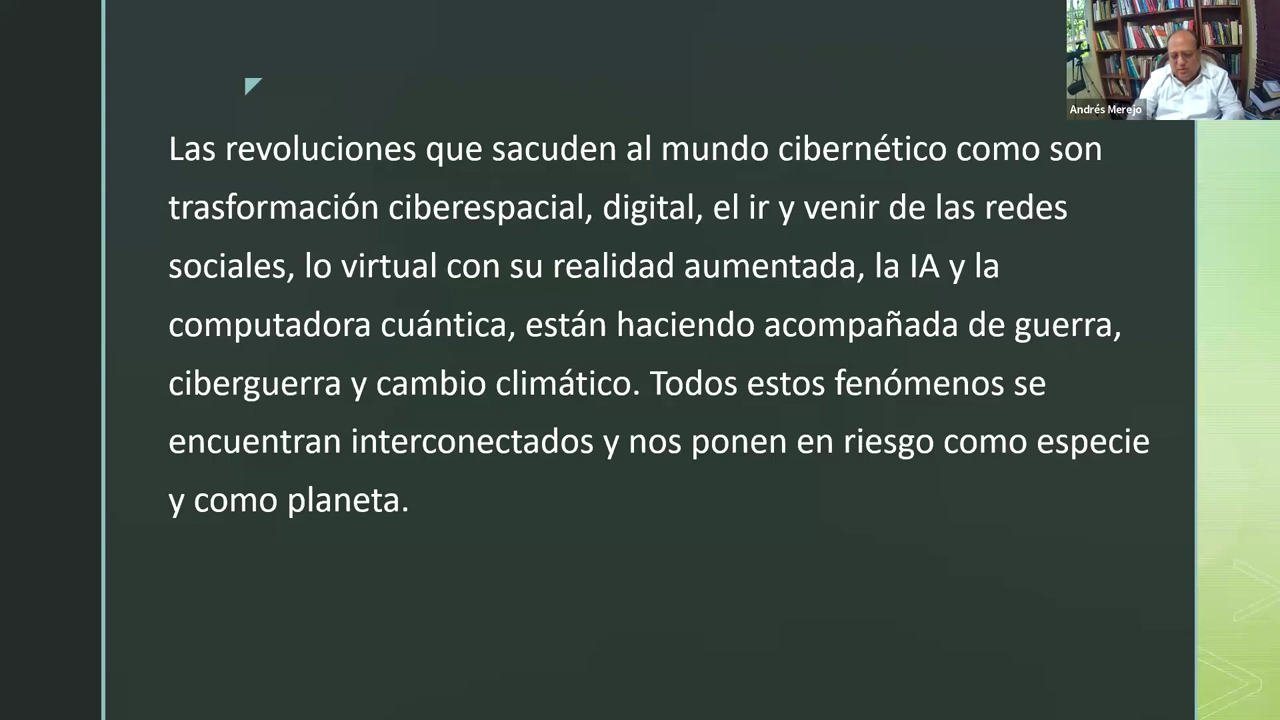 Andrés Merejo
Las revoluciones que sacuden al mundo cibernético como son
trasformación ciberespacial, digital, el ir y venir de las redes
sociales, lo virtual con su realidad aumentada, la IA y la
computadora cuántica, están haciendo acompañada de guerra,
ciberguerra y cambio climático. Todos estos fenómenos se
encuentran interconectados y nos ponen en riesgo como especie
y como planeta.